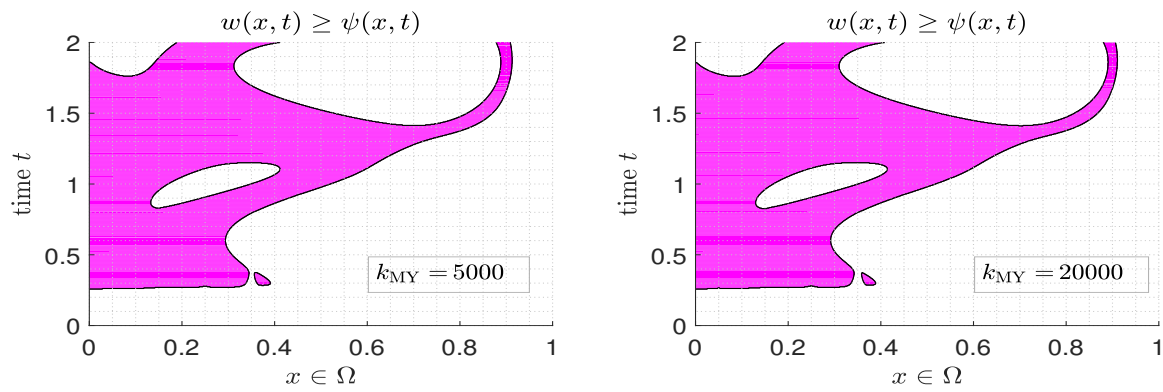 w(x, t) ≥ ψ(x, t)
2
1.5
1
0.5
0
time t
k_MY = 5000
0 0.2 0.4 0.6 0.8 1
x ∈ Ω
w(x, t) ≥ ψ(x, t)
2
1.5
1
0.5
0
time t
k_MY = 20000
0 0.2 0.4 0.6 0.8 1
x ∈ Ω